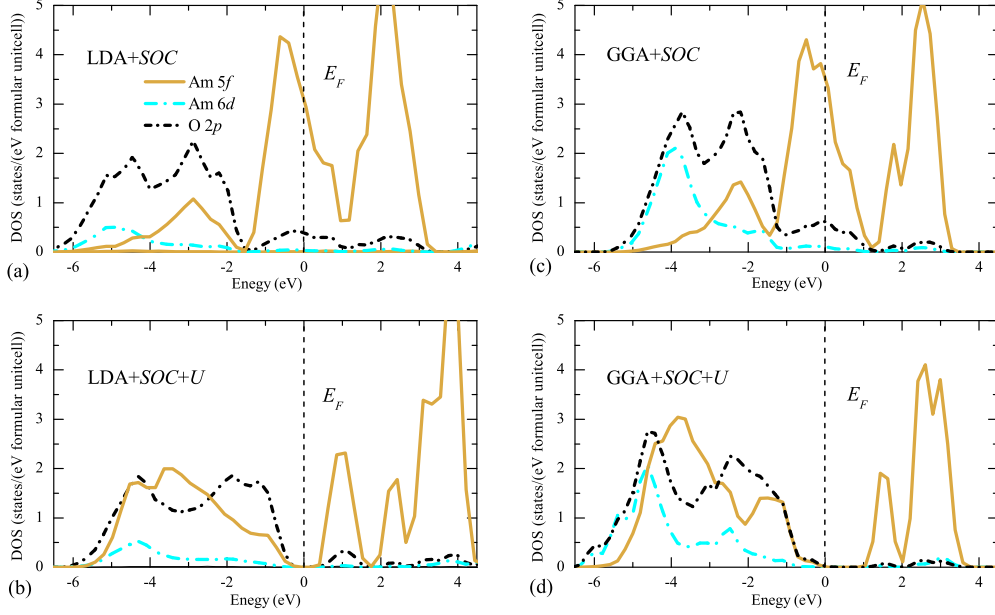 5
4
3
2
1
0
DOS (states/(eV formular unitcell))
LDA+SOC
Am 5f
Am 6d
O 2p
E_F
-6
-4
-2
0
2
4
Enegy (eV)
(a)
5
4
3
2
1
0
DOS (states/(eV formular unitcell))
GGA+SOC
E_F
-6
-4
-2
0
2
4
Enegy (eV)
(c)
5
4
3
2
1
0
DOS (states/(eV formular unitcell))
LDA+SOC+U
E_F
-6
-4
-2
0
2
4
Enegy (eV)
(b)
5
4
3
2
1
0
DOS (states/(eV formular unitcell))
GGA+SOC+U
E_F
-6
-4
-2
0
2
4
Enegy (eV)
(d)